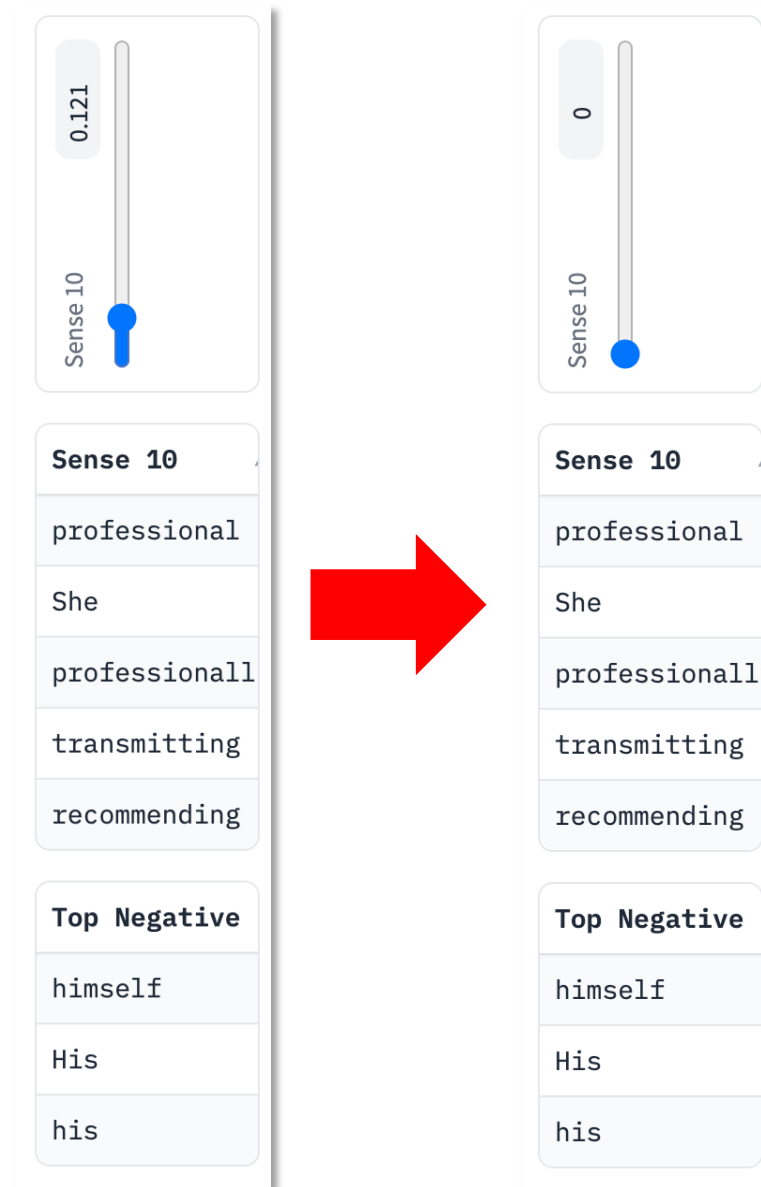 0.121
Sense 10
Sense 10
professional
She
professionall
transmitting
recommending
Top Negative
himself
His
his
0
Sense 10
Sense 10
professional
She
professionall
transmitting
recommending
Top Negative
himself
His
his